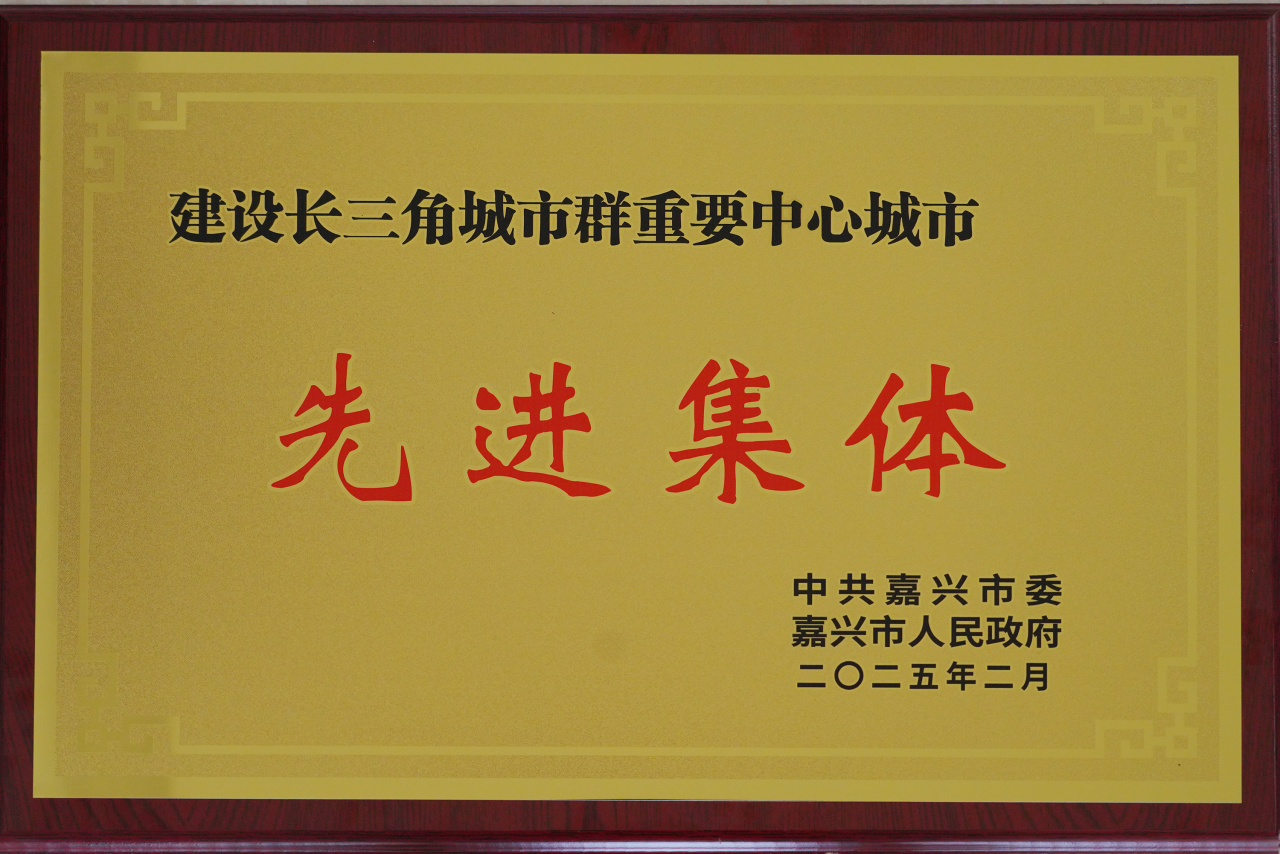 建设长三角城市群重要中心城市
先进集体
中共嘉兴市委
嘉兴市人民政府
二〇二五年二月